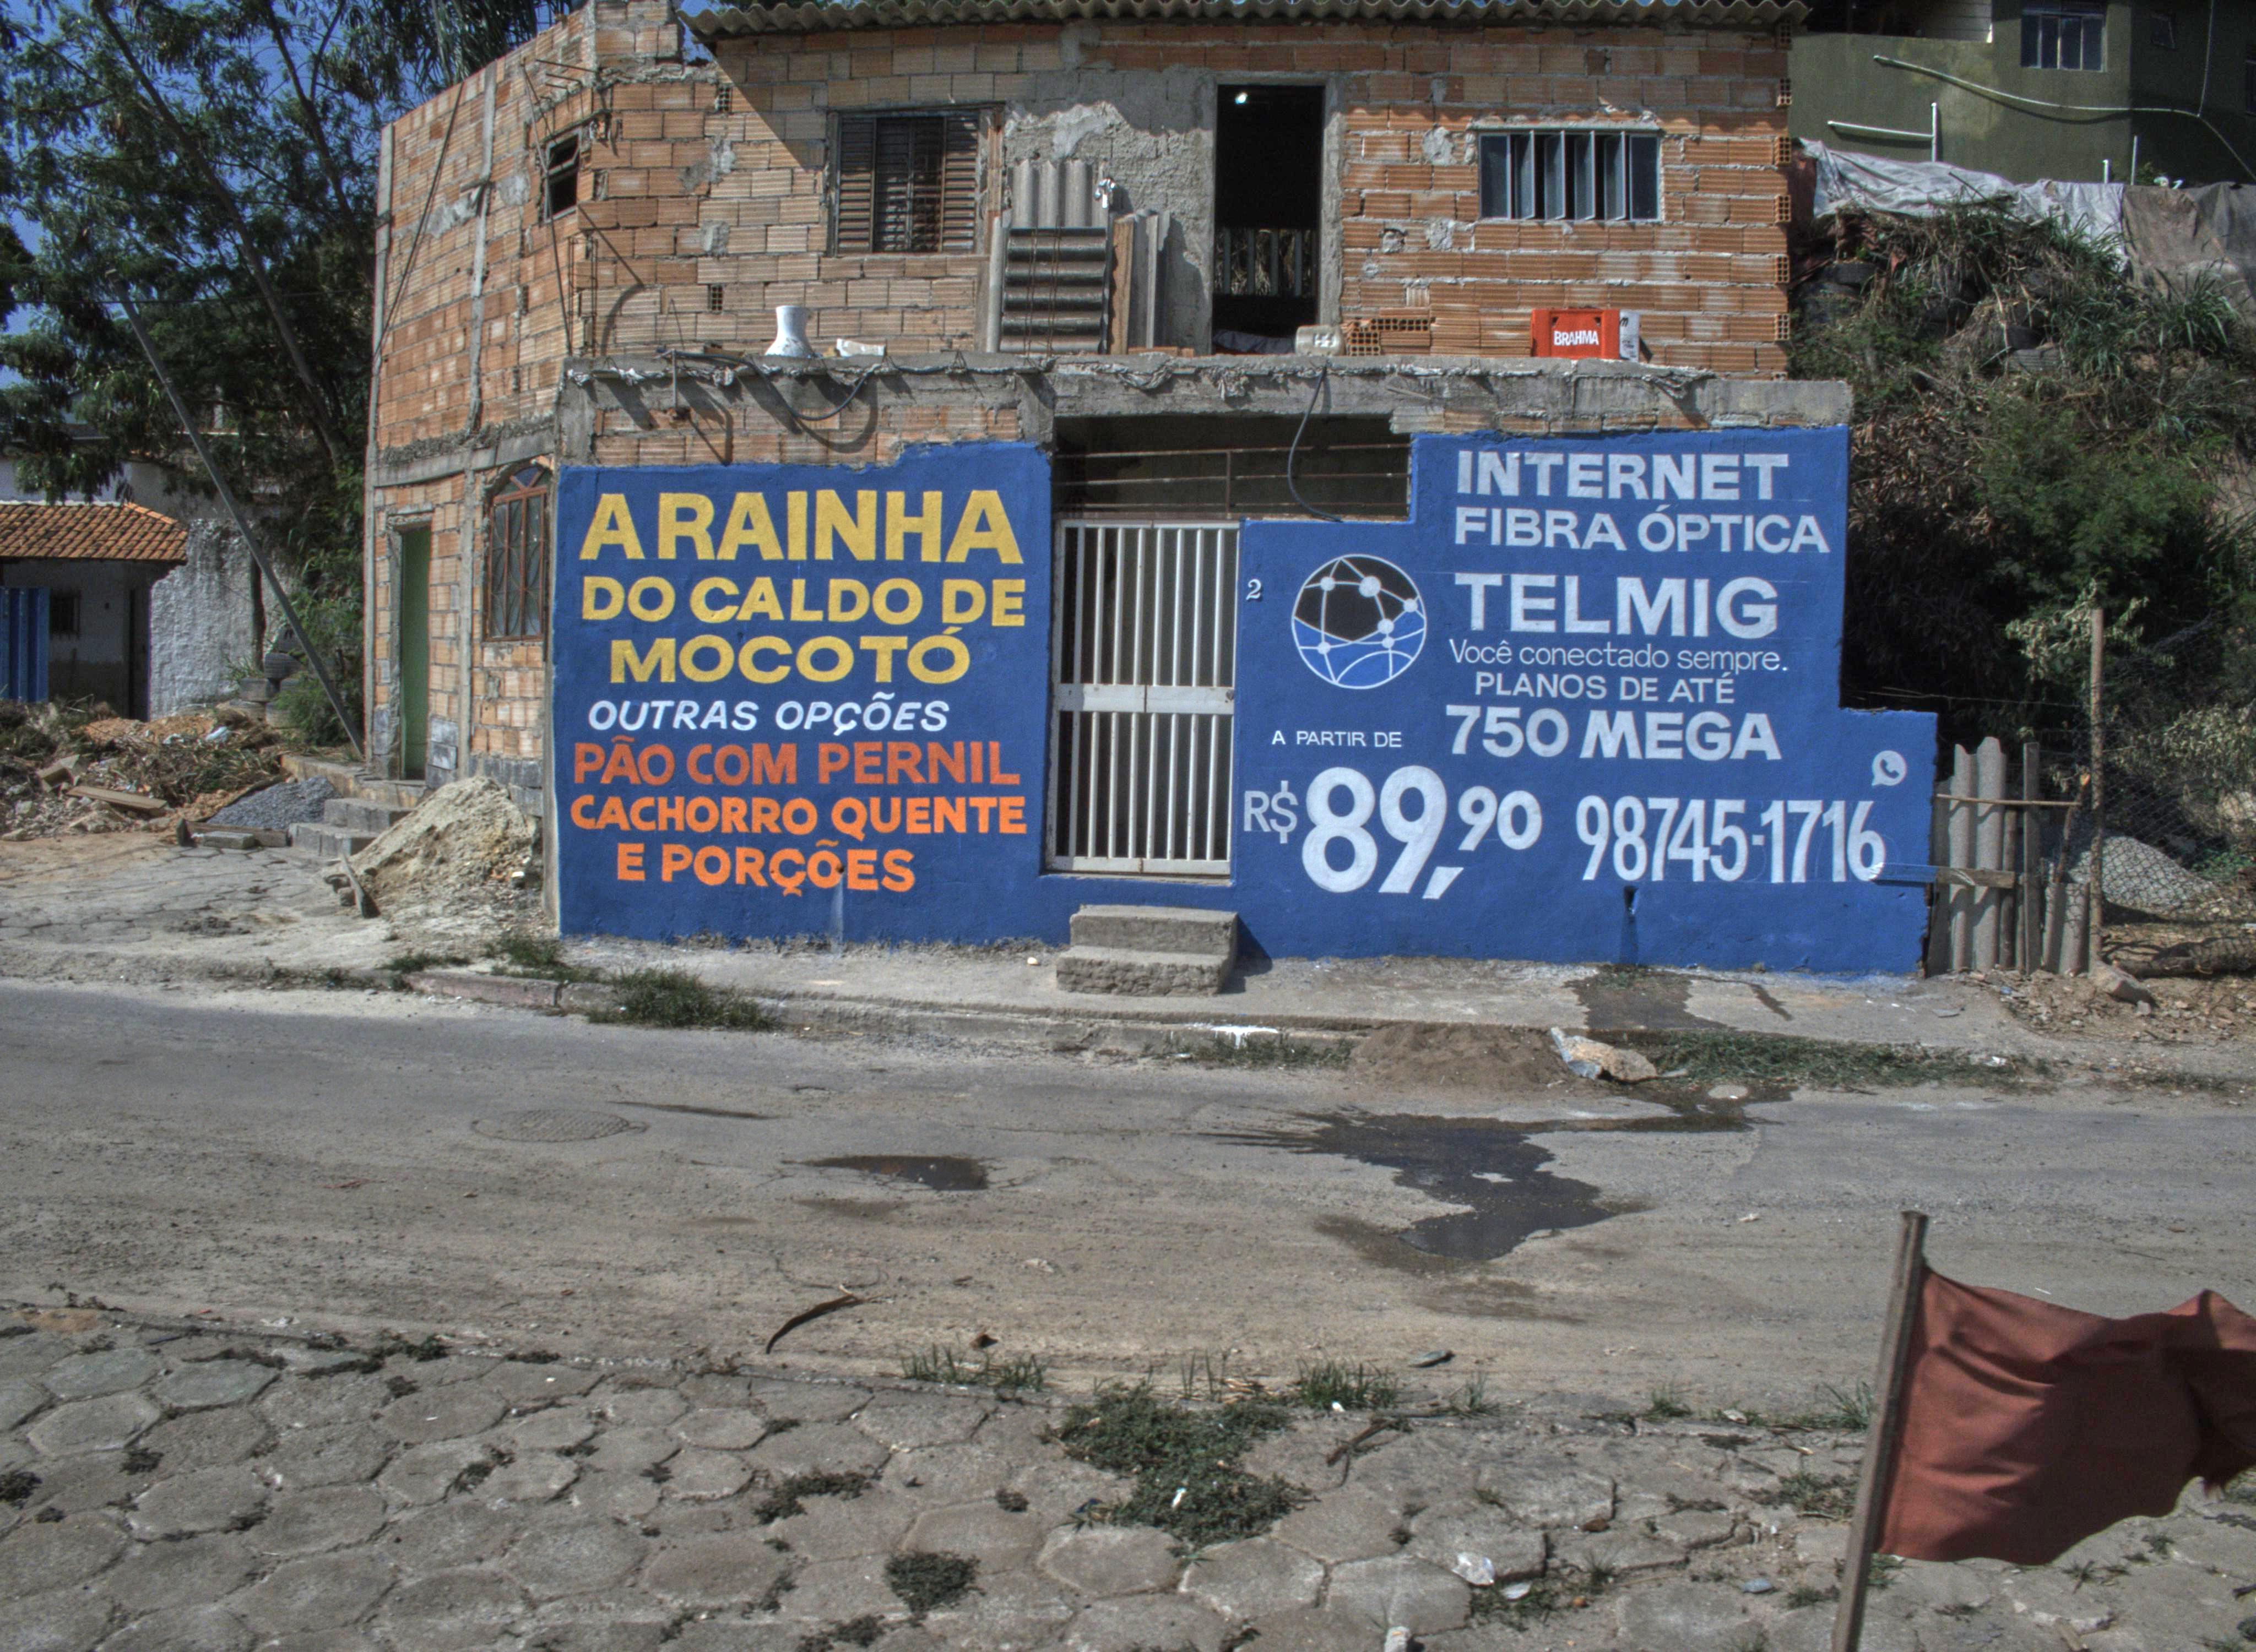 BRAHMA
A RAINHA
DO CALDO DE
MOCOTÓ
OUTRAS OPÇÕES
PÃO COM PERNIL
CACHORRO QUENTE
E PORÇÕES
2
INTERNET
FIBRA ÓPTICA
TELMIG
Você conectado sempre.
PLANOS DE ATÉ
750 MEGA
A PARTIR DE
R$89,90
98745-1716